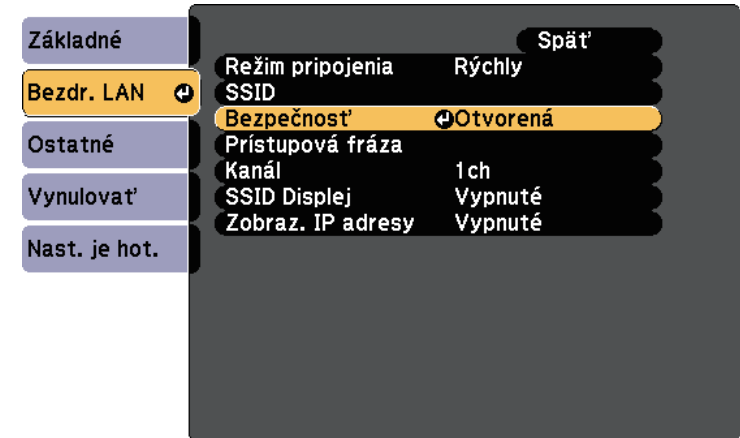 Základné
Bezdr. LAN
Ostatné
Vynulovať
Nast. je hot.
Späť
Režim pripojenia Rýchly
SSID
Bezpečnosť Otvorená
Prístupová fráza
Kanál 1ch
SSID Displej Vypnuté
Zobraz. IP adresy Vypnuté